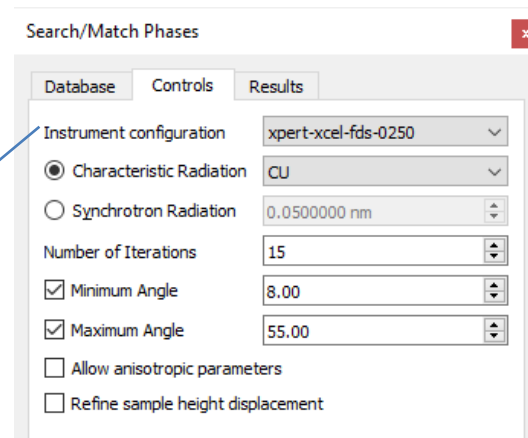 Search/Match Phases
Database Controls Results
Instrument configuration xpert-xcel-fds-0250
Characteristic Radiation CU
Synchrotron Radiation 0.0500000 nm
Number of Iterations 15
Minimum Angle 8.00
Maximum Angle 55.00
Allow anisotropic parameters
Refine sample height displacement